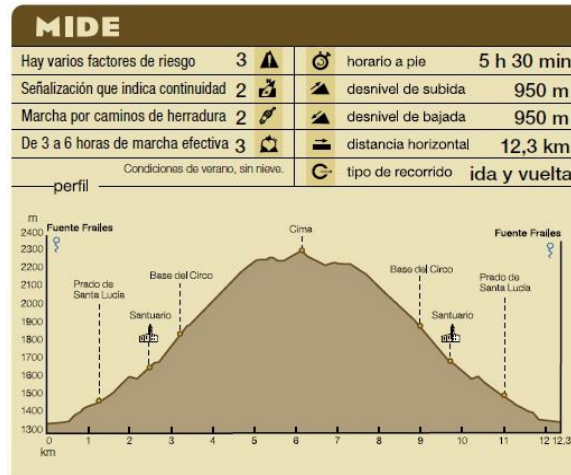 MIDE
Hay varios factores de riesgo 3
Señalización que indica continuidad 2
Marcha por caminos de herradura 2
De 3 a 6 horas de marcha efectiva 3
Condiciones de verano, sin nieve.
horario a pie 5 h 30 min
desnivel de subida 950 m
desnivel de bajada 950 m
distancia horizontal 12,3 km
tipo de recorrido ida y vuelta
perfil
m
2400
2300
2200
2100
2000
1900
1800
1700
1600
1500
1400
1300
Fuente Frailes
Prado de
Santa Lucía
Santuario
Base del Circo
Cima
Base del Circo
Santuario
Prado de
Santa Lucía
Fuente Frailes
0 1 2 3 4 5 6 7 8 9 10 11 12 12,3
km